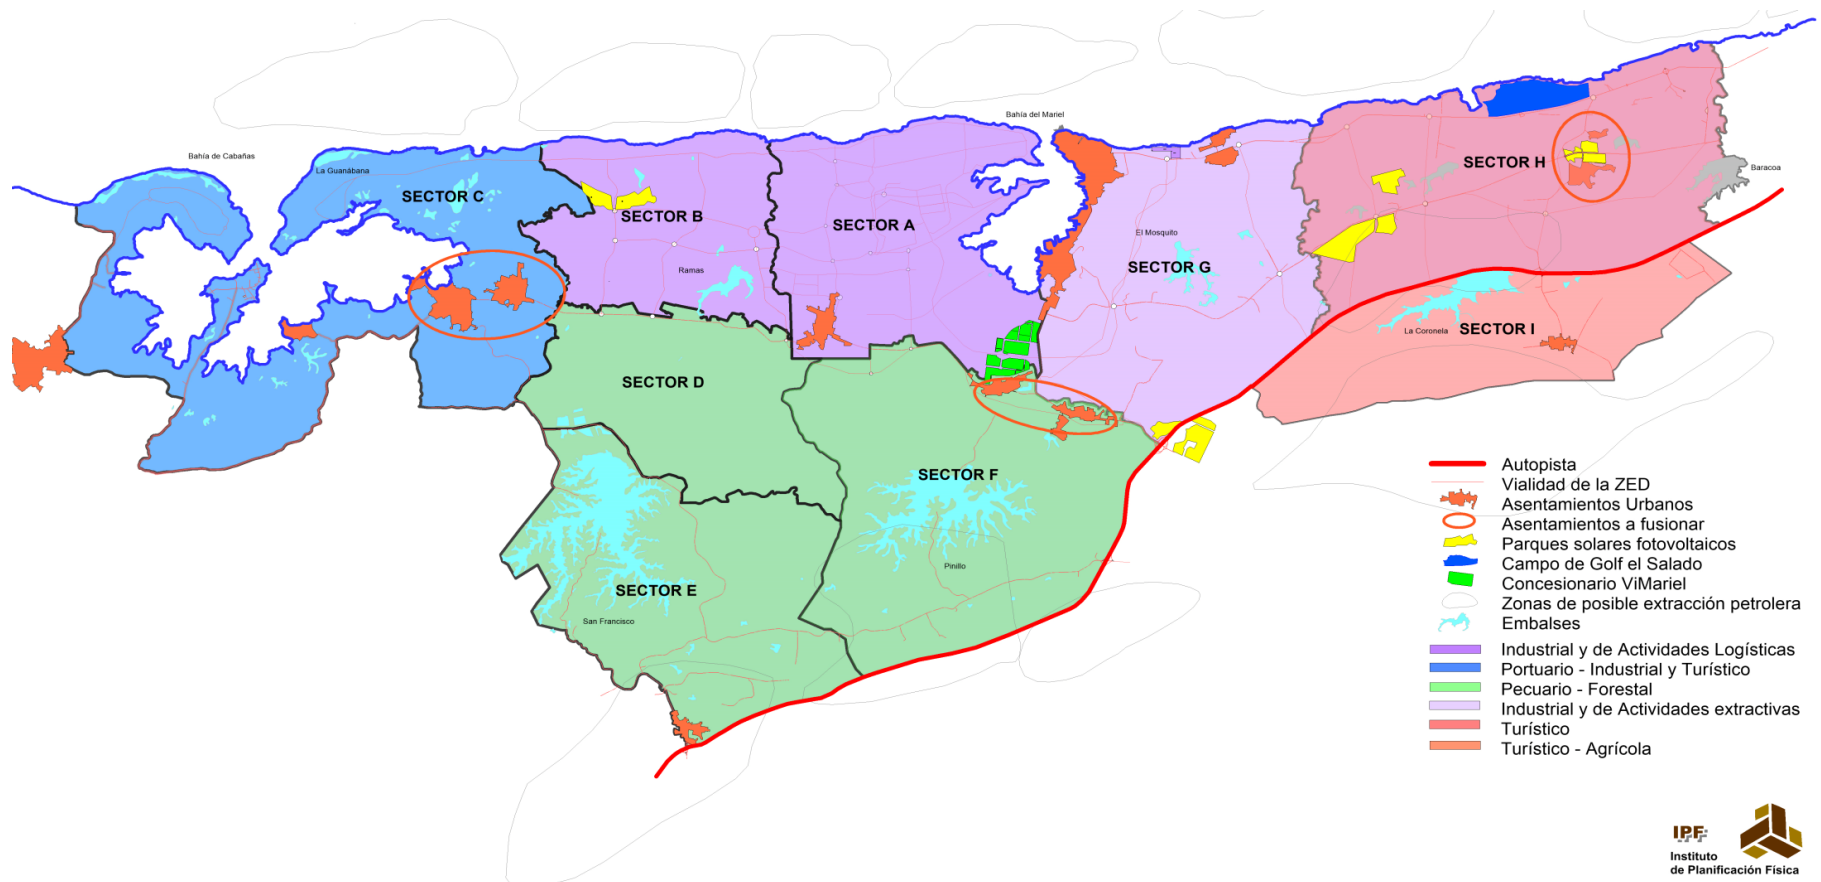 Bahía del Mariel
Bahía de Cabañas
La Guanábana
SECTOR C
SECTOR B
SECTOR A
SECTOR H
Baracoa
El Mosquito
SECTOR G
Ramas
La Coronela
SECTOR I
SECTOR D
SECTOR F
Pinillo
SECTOR E
San Francisco
Autopista
Vialidad de la ZED
Asentamientos Urbanos
Asentamientos a fusionar
Parques solares fotovoltaicos
Campo de Golf el Salado
Concesionario ViMariel
Zonas de posible extracción petrolera
Embalses
Industrial y de Actividades Logísticas
Portuario - Industrial y Turístico
Pecuario - Forestal
Industrial y de Actividades extractivas
Turístico
Turístico - Agrícola
IPF
Instituto
de Planificación Física